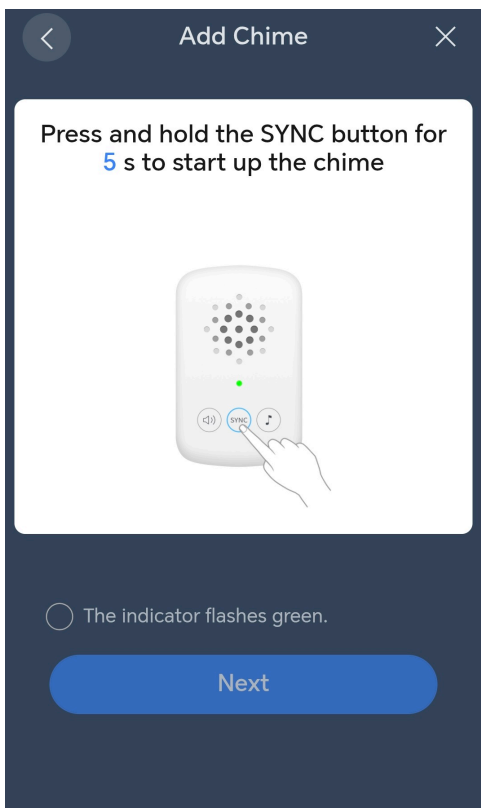 Add Chime
Press and hold the SYNC button for
5 s to start up the chime
SYNC
The indicator flashes green.
Next